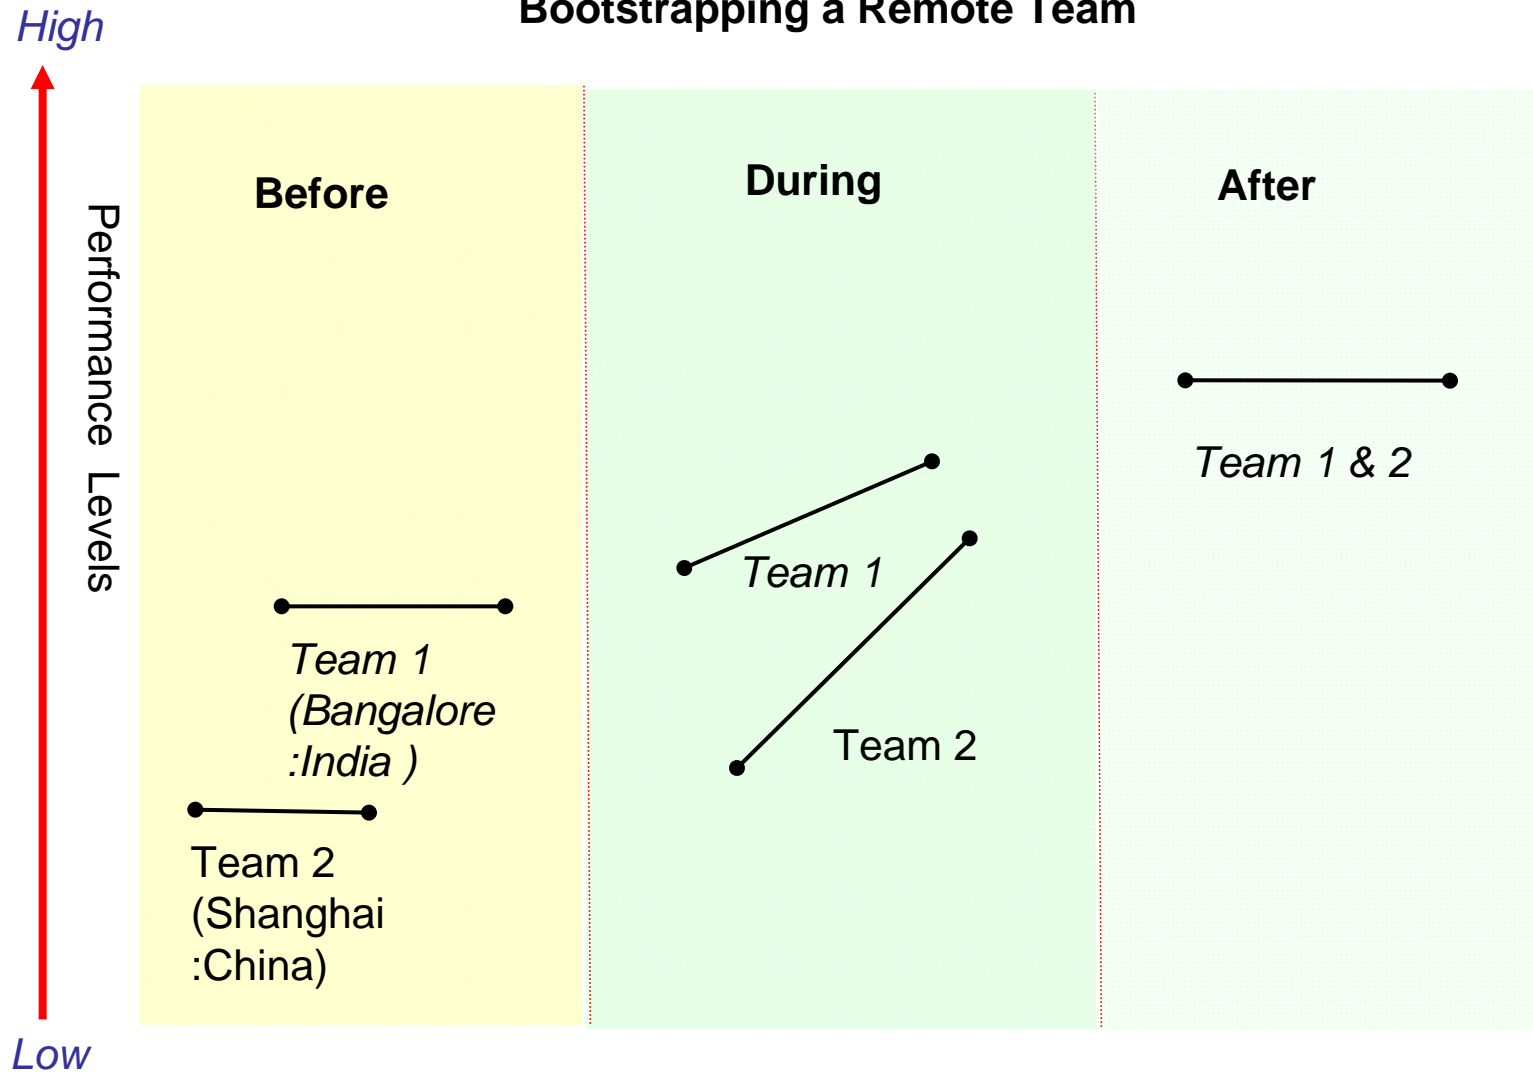 Bootstrapping a Remote Team
High
Performance Levels
Before
During
After
Team 1 & 2
Team 1
Team 1
(Bangalore
:India )
Team 2
Team 2
(Shanghai
:China)
Low